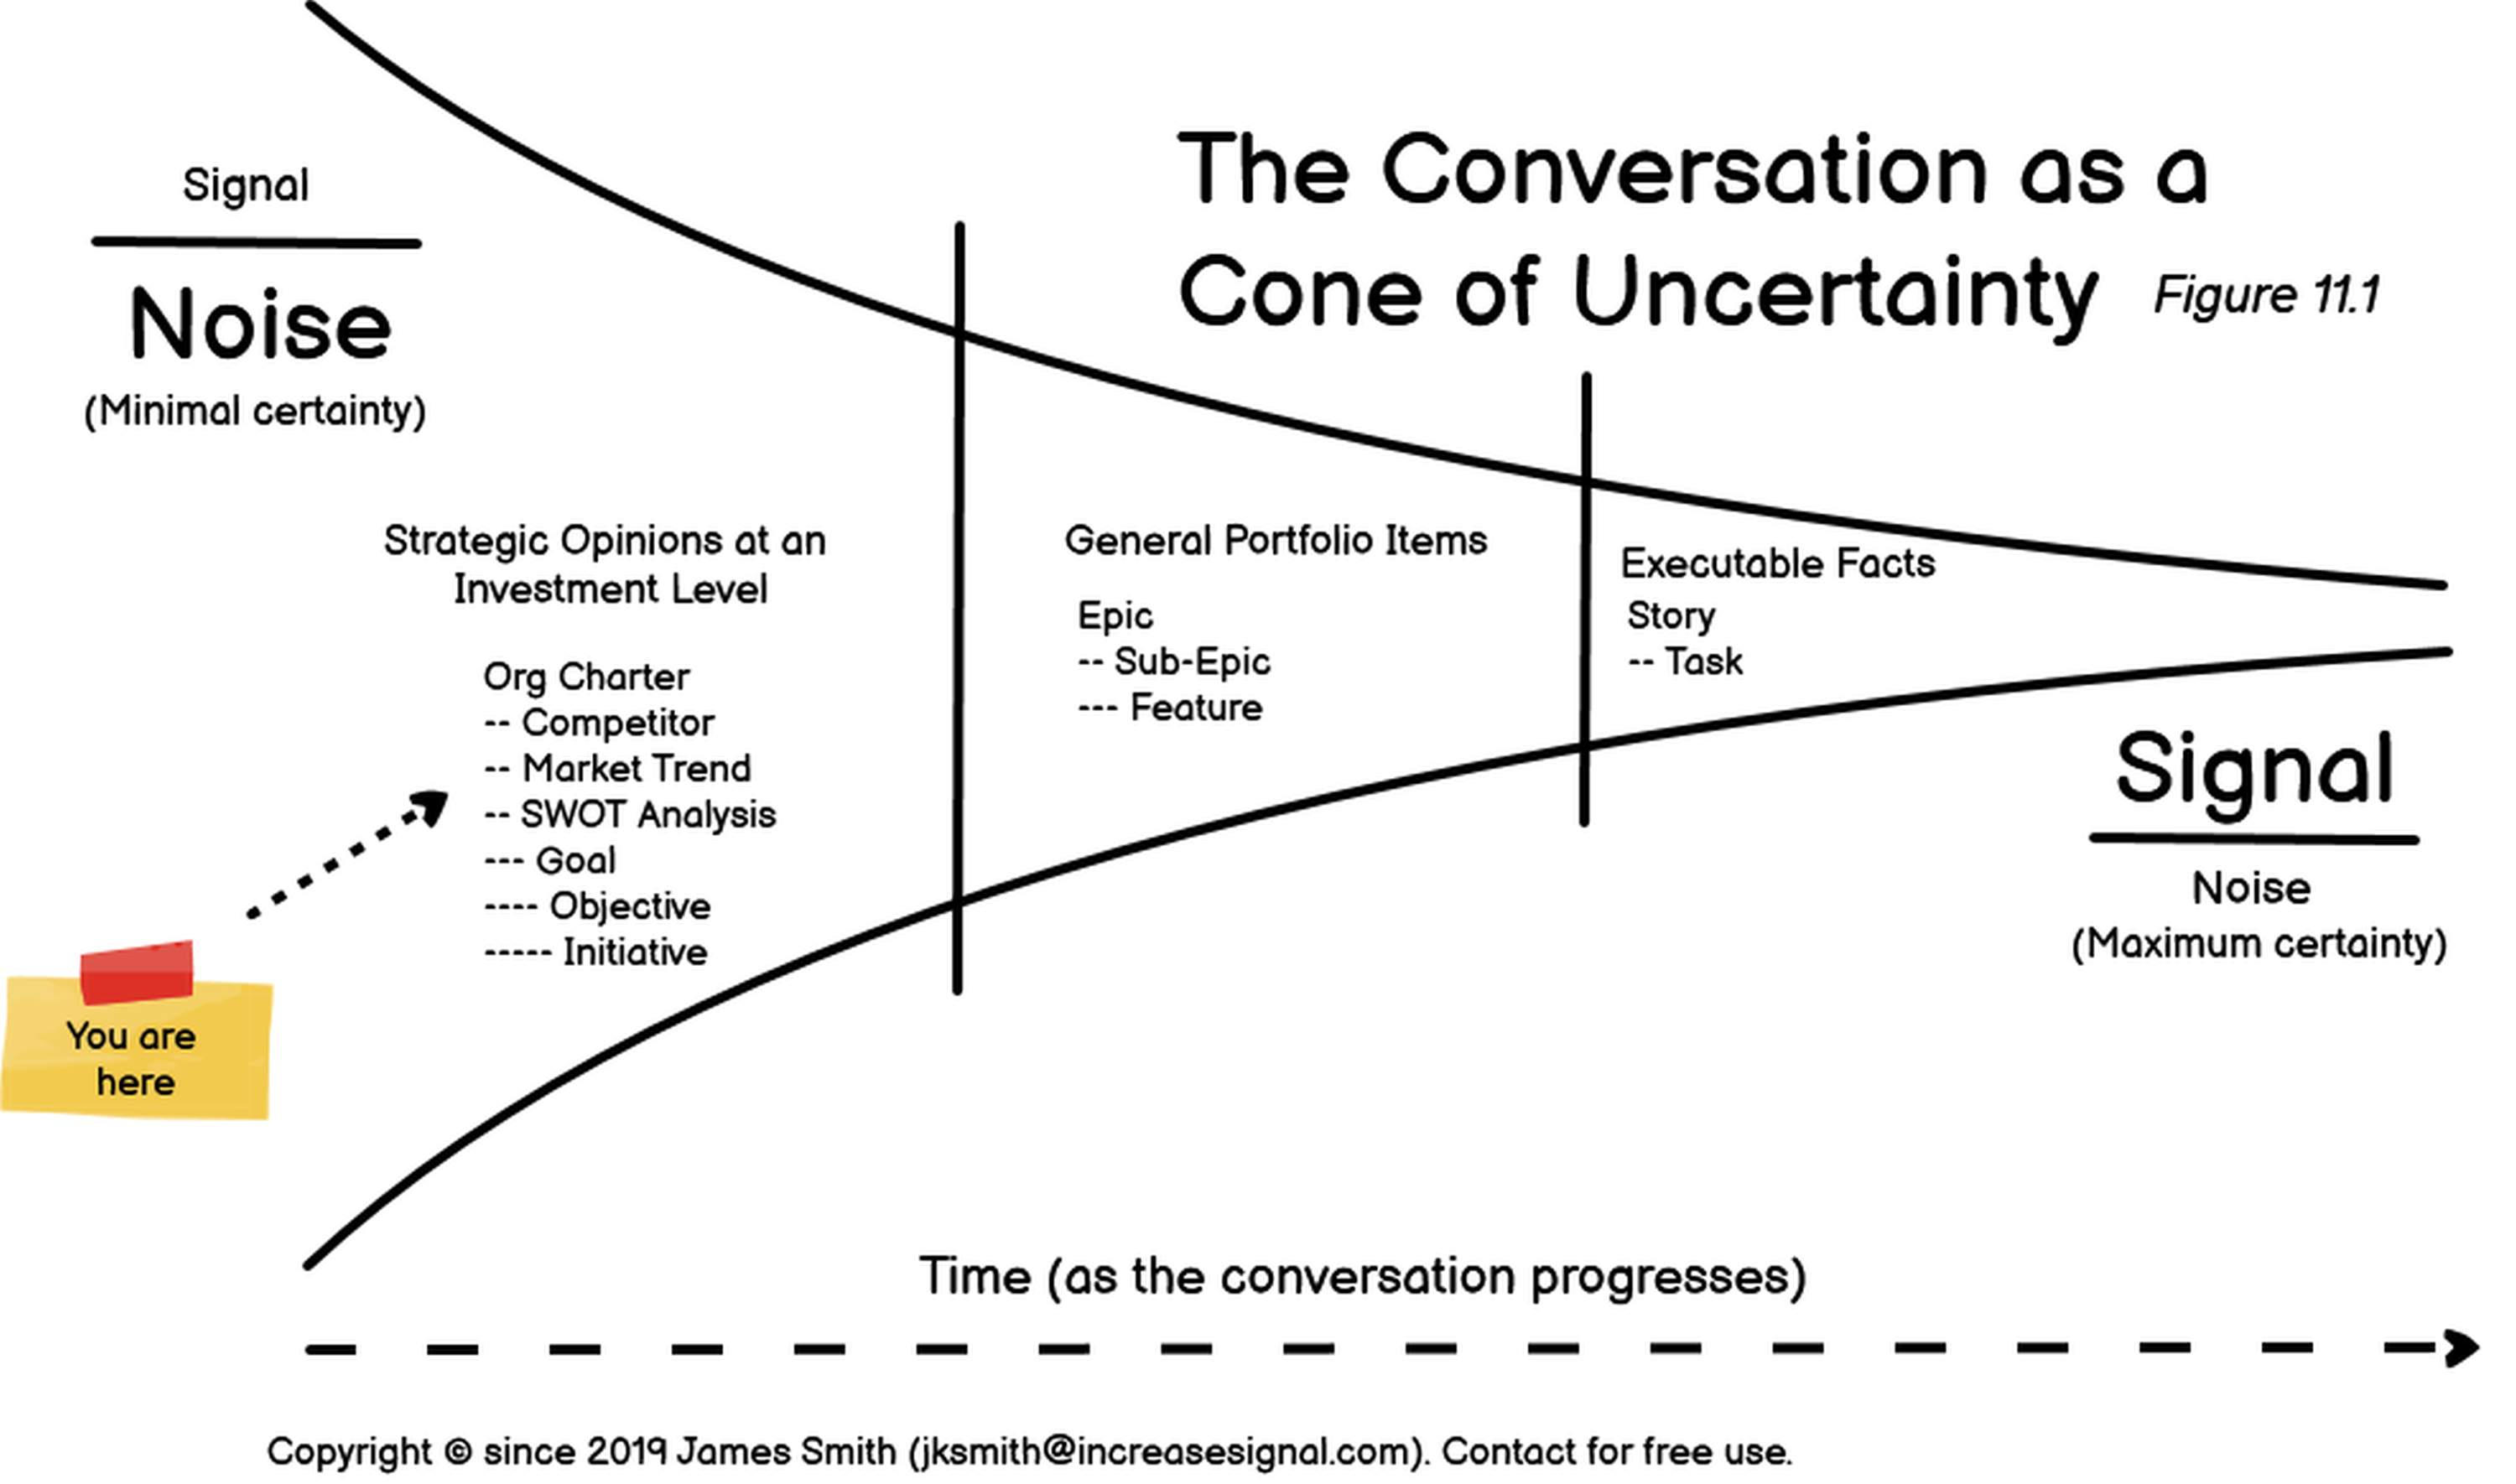 The Conversation as a
Cone of Uncertainty
Figure 11.1
Signal
Noise
(Minimal certainty)
Strategic Opinions at an
Investment Level
Org Charter
-- Competitor
-- Market Trend
-- SWOT Analysis
--- Goal
---- Objective
----- Initiative
General Portfolio Items
Epic
-- Sub-Epic
--- Feature
Executable Facts
Story
-- Task
Signal
Noise
(Maximum certainty)
You are
here
Time (as the conversation progresses)
Copyright © since 2019 James Smith (jksmith@increasesignal.com). Contact for free use.